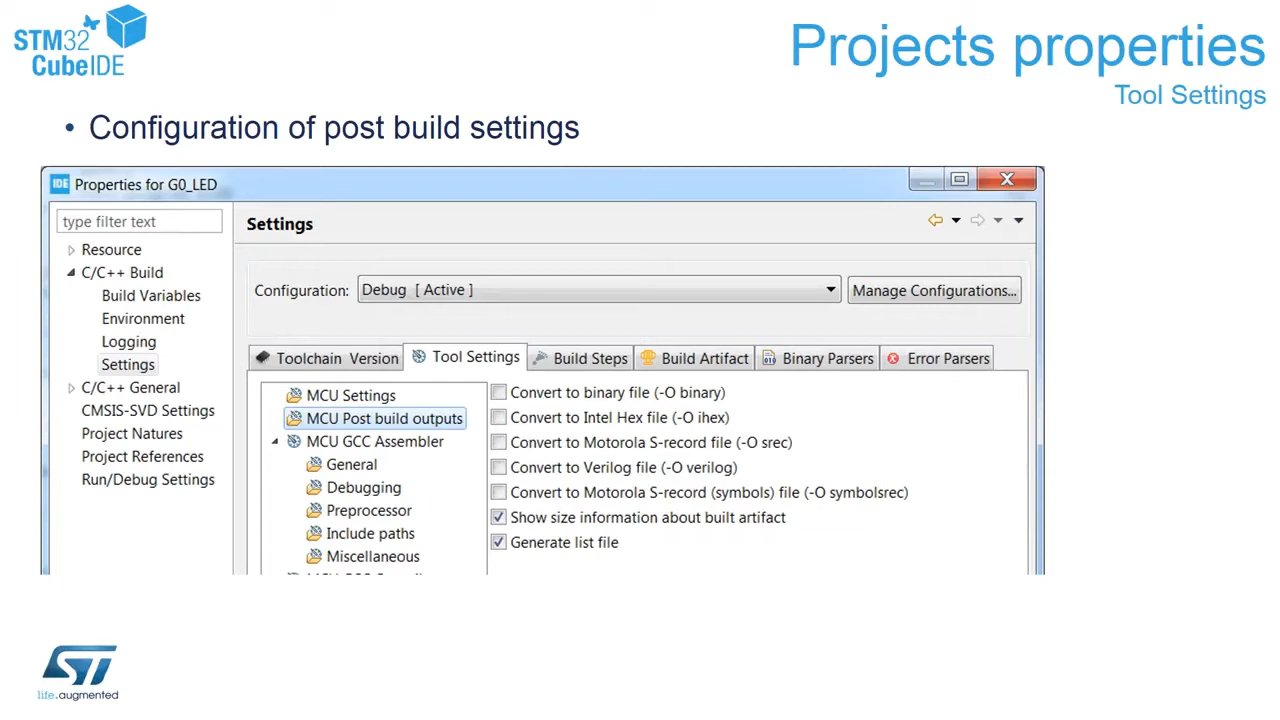 STM32
CubeIDE
Projects properties
Tool Settings
• Configuration of post build settings
IDE Properties for G0_LED
type filter text
Resource
C/C++ Build
Build Variables
Environment
Logging
Settings
C/C++ General
CMSIS-SVD Settings
Project Natures
Project References
Run/Debug Settings
Settings
Configuration: Debug [ Active ] Manage Configurations...
Toolchain Version Tool Settings Build Steps Build Artifact Binary Parsers Error Parsers
MCU Settings
MCU Post build outputs
MCU GCC Assembler
General
Debugging
Preprocessor
Include paths
Miscellaneous
Convert to binary file (-O binary)
Convert to Intel Hex file (-O ihex)
Convert to Motorola S-record file (-O srec)
Convert to Verilog file (-O verilog)
Convert to Motorola S-record (symbols) file (-O symbolsrec)
Show size information about built artifact
Generate list file
ST
life.augmented